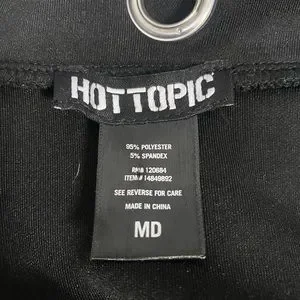 HOTTOPIC
95% POLYESTER
5% SPANDEX
RN# 120684
ITEM# 14849892
SEE REVERSE FOR CARE
MADE IN CHINA
MD